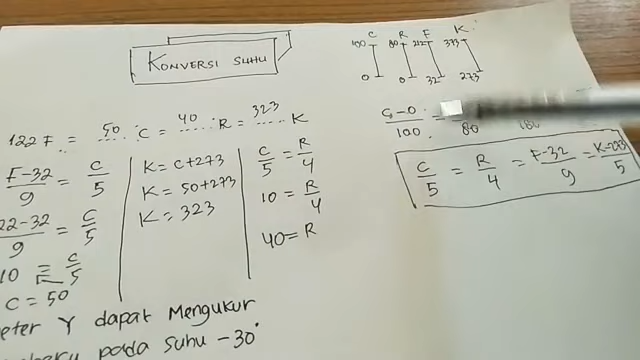 KONVERSI SUHU
C R F K
100 80 212 373
0 0 32 273
122 F = 50 C = 40 R = 323 K
F-32/9 = C/5
22-32/9 = C/5
10 = C/5
C = 50
K = C+273
K = 50+273
K = 323
C/5 = R/4
10 = R/4
40 = R
C-0/100 =
80
C/5 = R/4 = F-32/9 = K-273/5
eter Y dapat Mengukur
pada suhu -30°